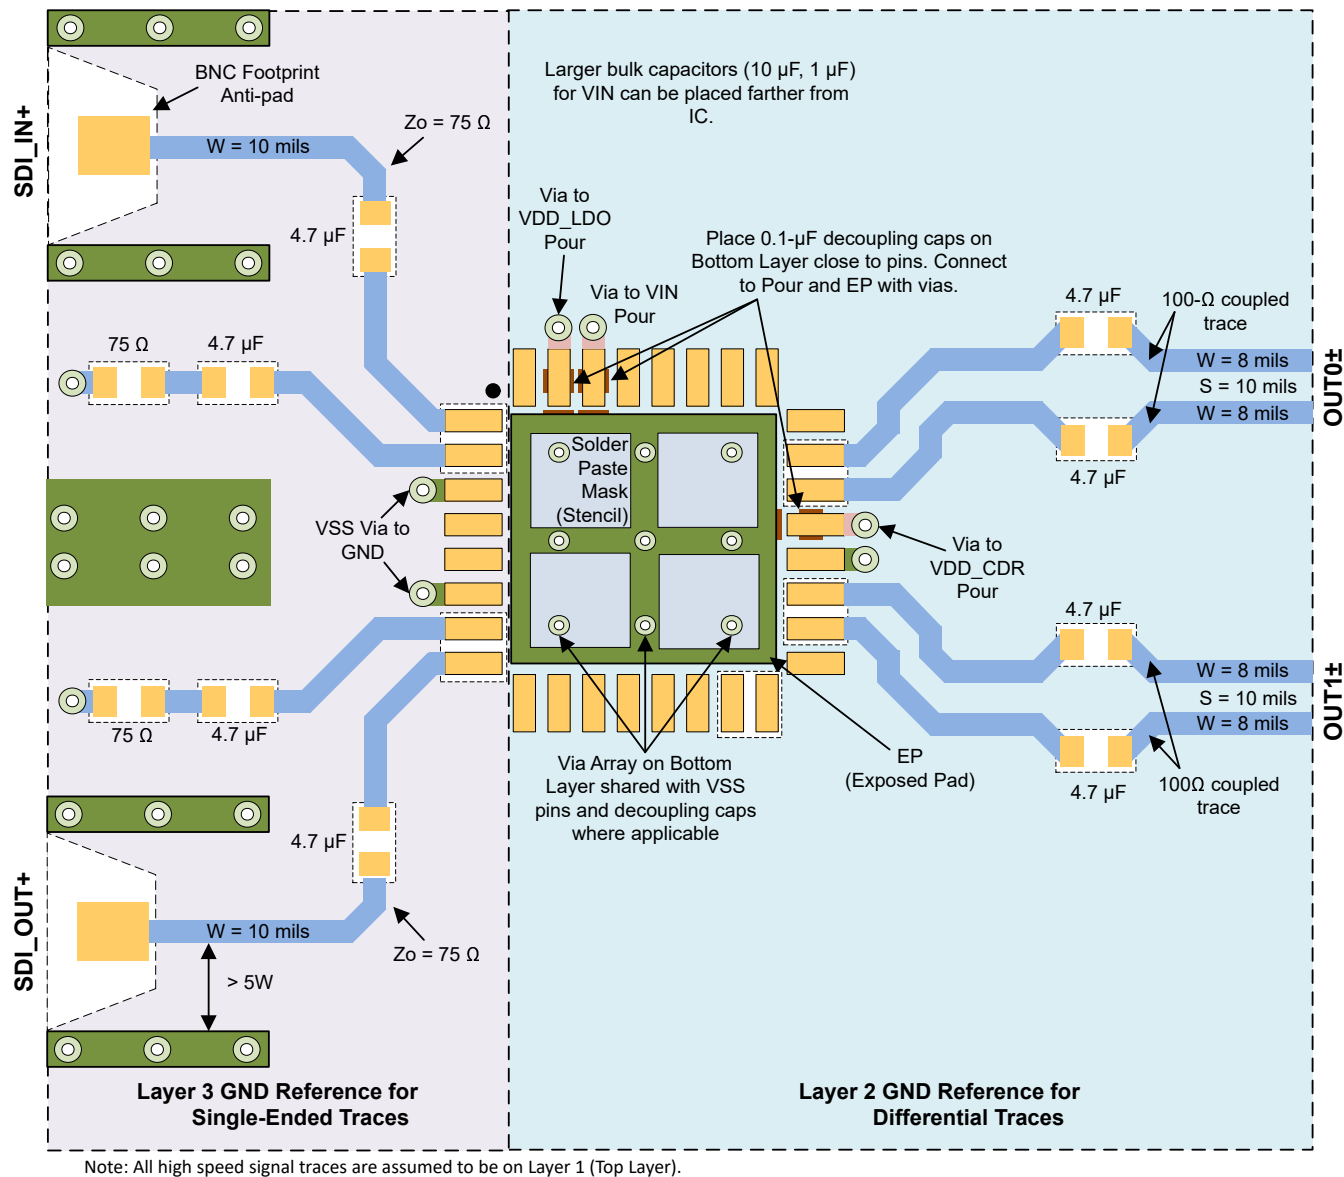 BNC Footprint
Anti-pad
SDI_IN+
W = 10 mils
Zo = 75 Ω
4.7 µF
75 Ω
4.7 µF
Larger bulk capacitors (10 µF, 1 µF)
for VIN can be placed farther from
IC.
Via to
VDD_LDO
Pour
Via to VIN
Pour
Place 0.1-µF decoupling caps on
Bottom Layer close to pins. Connect
to Pour and EP with vias.
4.7 µF
100-Ω coupled
trace
W = 8 mils
S = 10 mils
W = 8 mils
OUT0±
4.7 µF
Solder
Paste
Mask
(Stencil)
VSS Via to
GND
Via to
VDD_CDR
Pour
4.7 µF
W = 8 mils
S = 10 mils
W = 8 mils
OUT1±
4.7 µF
100Ω coupled
trace
75 Ω
4.7 µF
EP
(Exposed Pad)
Via Array on Bottom
Layer shared with VSS
pins and decoupling caps
where applicable
4.7 µF
SDI_OUT+
W = 10 mils
Zo = 75 Ω
> 5W
Layer 3 GND Reference for
Single-Ended Traces
Layer 2 GND Reference for
Differential Traces
Note: All high speed signal traces are assumed to be on Layer 1 (Top Layer).